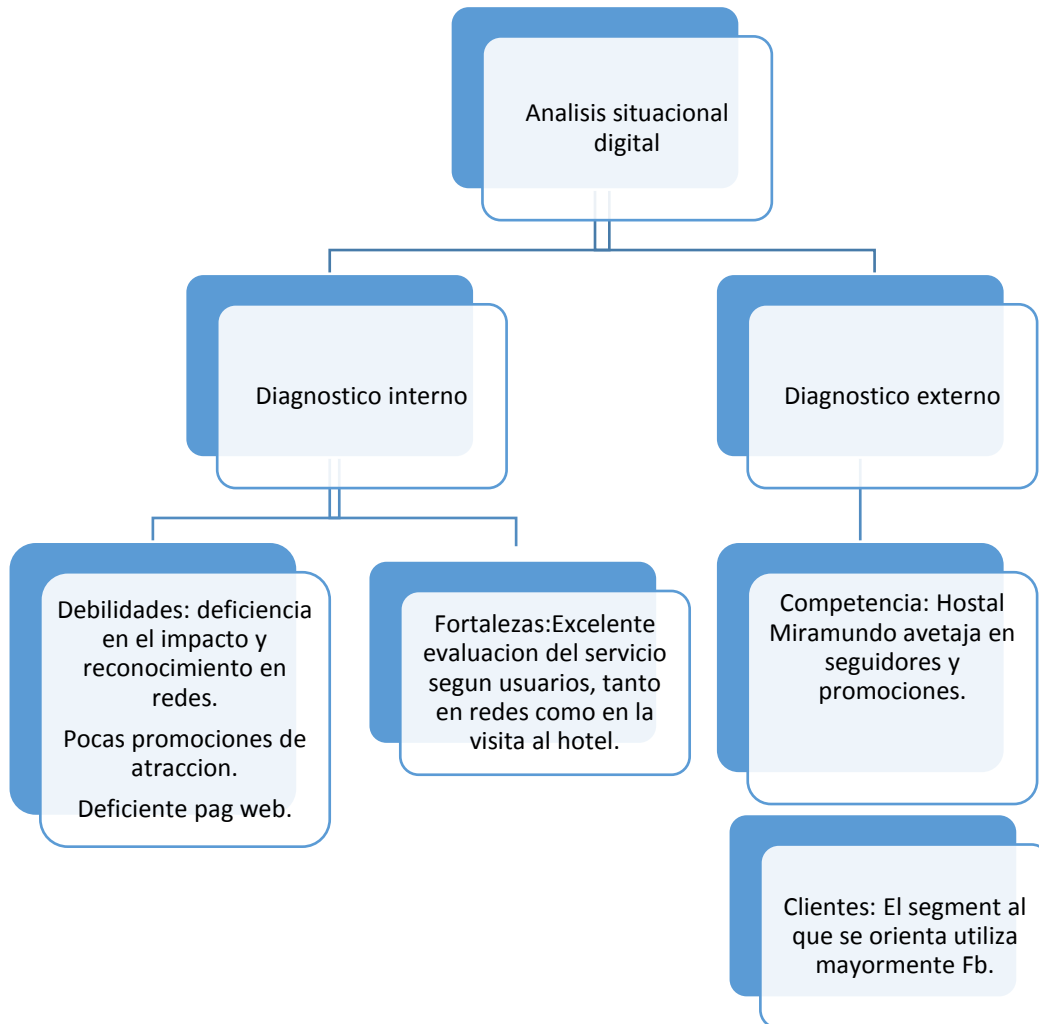 Analisis situacional
digital
Diagnostico interno
Diagnostico externo
Debilidades: deficiencia
en el impacto y
reconocimiento en
redes.
Pocas promociones de
atraccion.
Deficiente pag web.
Fortalezas:Excelente
evaluacion del servicio
segun usuarios, tanto
en redes como en la
visita al hotel.
Competencia: Hostal
Miramundo avetaja en
seguidores y
promociones.
Clientes: El segment al
que se orienta utiliza
mayormente Fb.